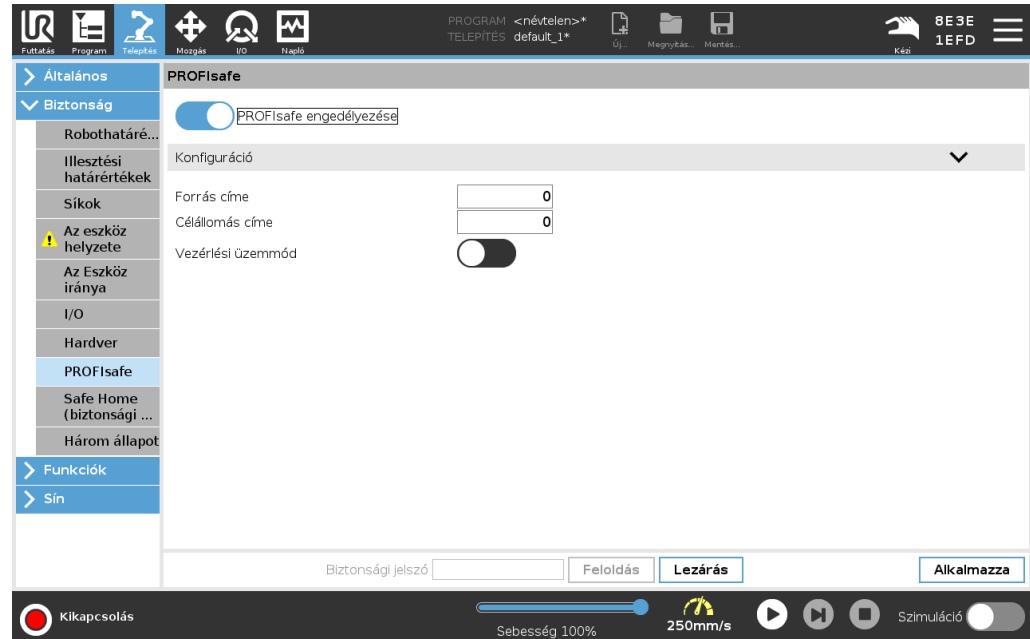 Futtatás
Program
Telepítés
Mozgás
I/O
Napló
PROGRAM <névtelen>*
TELEPÍTÉS default_1*
Új...
Megnyitás...
Mentés...
Kézi
8E3E
1EFD
Általános
Biztonság
Robothatáré...
Illesztési
határértékek
Síkok
Az eszköz
helyzete
Az Eszköz
iránya
I/O
Hardver
PROFIsafe
Safe Home
(biztonsági ...
Három állapot
Funkciók
Sín
PROFIsafe
PROFIsafe engedélyezése
Konfiguráció
Forrás címe 0
Célállomás címe 0
Vezérlési üzemmód
Biztonsági jelszó Feloldás Lezárás Alkalmazza
Kikapcsolás
Sebesség 100%
250mm/s
Szimuláció